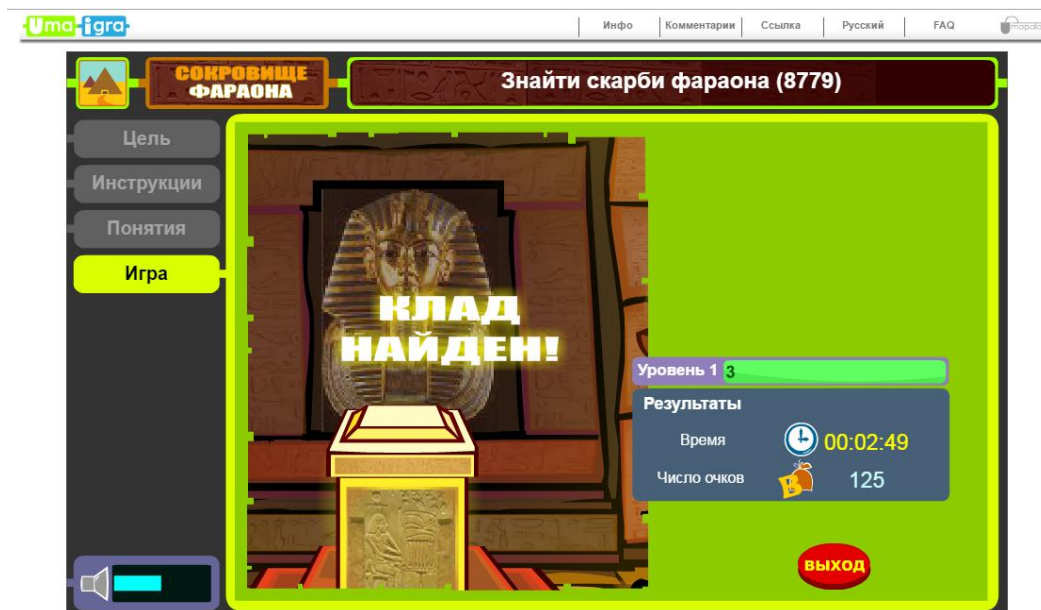 Uma-igra
Инфо
Комментарии
Ссылка
Русский
FAQ
СОКРОВИЩЕ
ФАРАОНА
Знайти скарби фараона (8779)
Цель
Инструкции
Понятия
Игра
КЛАД
НАЙДЕН!
Уровень 1 3
Результаты
Время 00:02:49
Число очков 125
выход